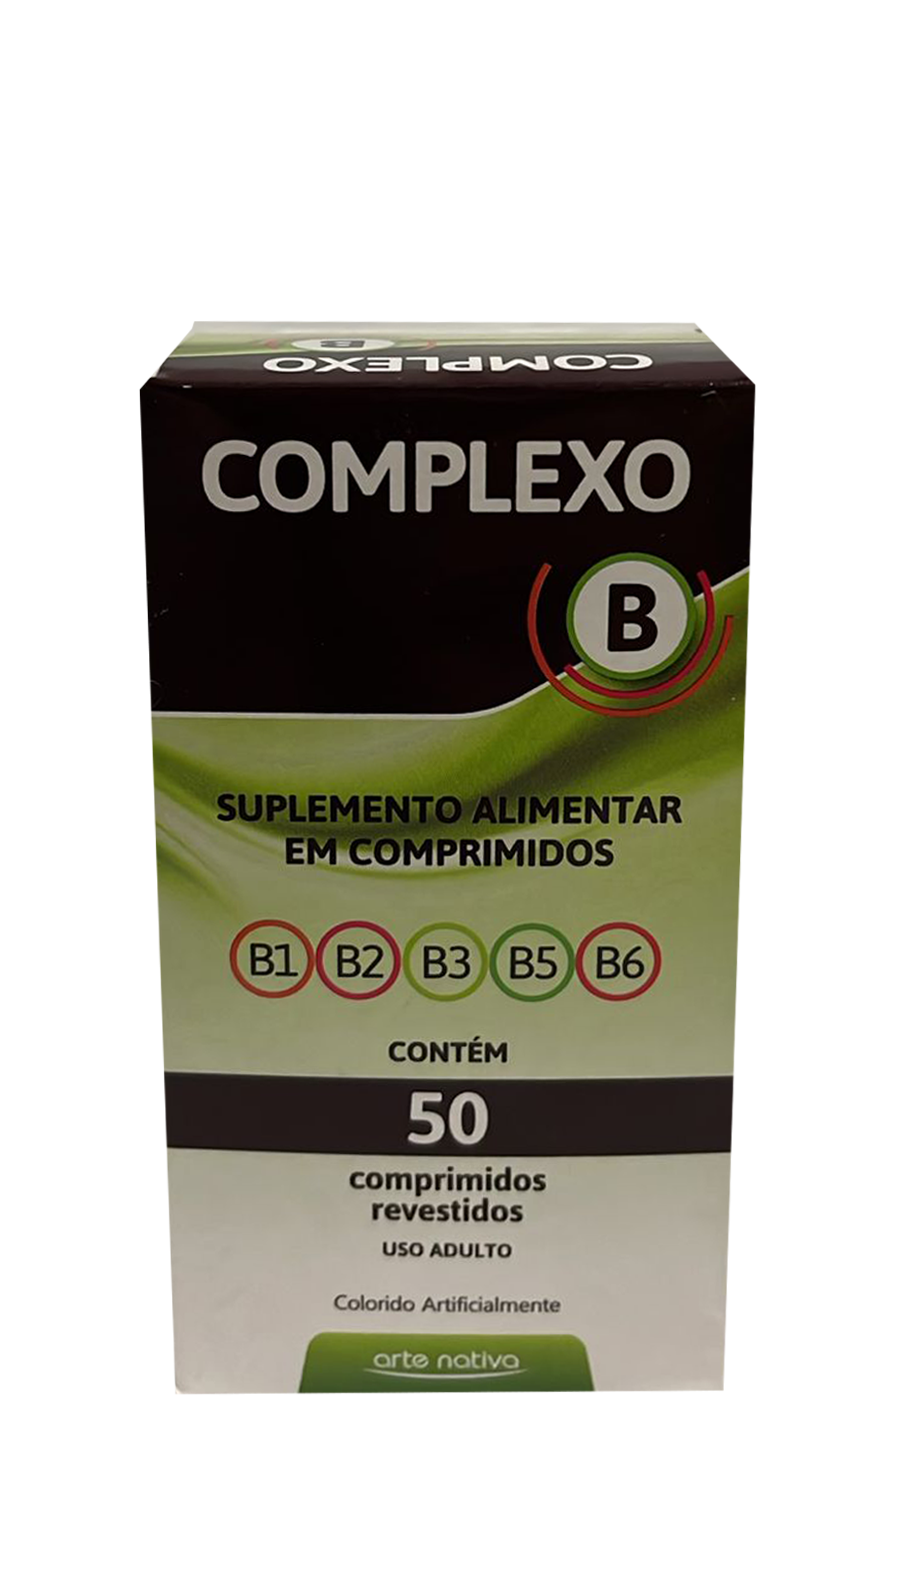 COMPLEXO
B
COMPLEXO
B
SUPLEMENTO ALIMENTAR
EM COMPRIMIDOS
B1 B2 B3 B5 B6
CONTÉM
50
comprimidos
revestidos
USO ADULTO
Colorido Artificialmente
arte nativa